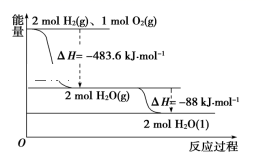 能量
2 mol H₂(g)、1 mol O₂(g)
ΔH=−483.6 kJ·mol⁻¹
2 mol H₂O(g)
ΔH=−88 kJ·mol⁻¹
2 mol H₂O(l)
O
反应过程